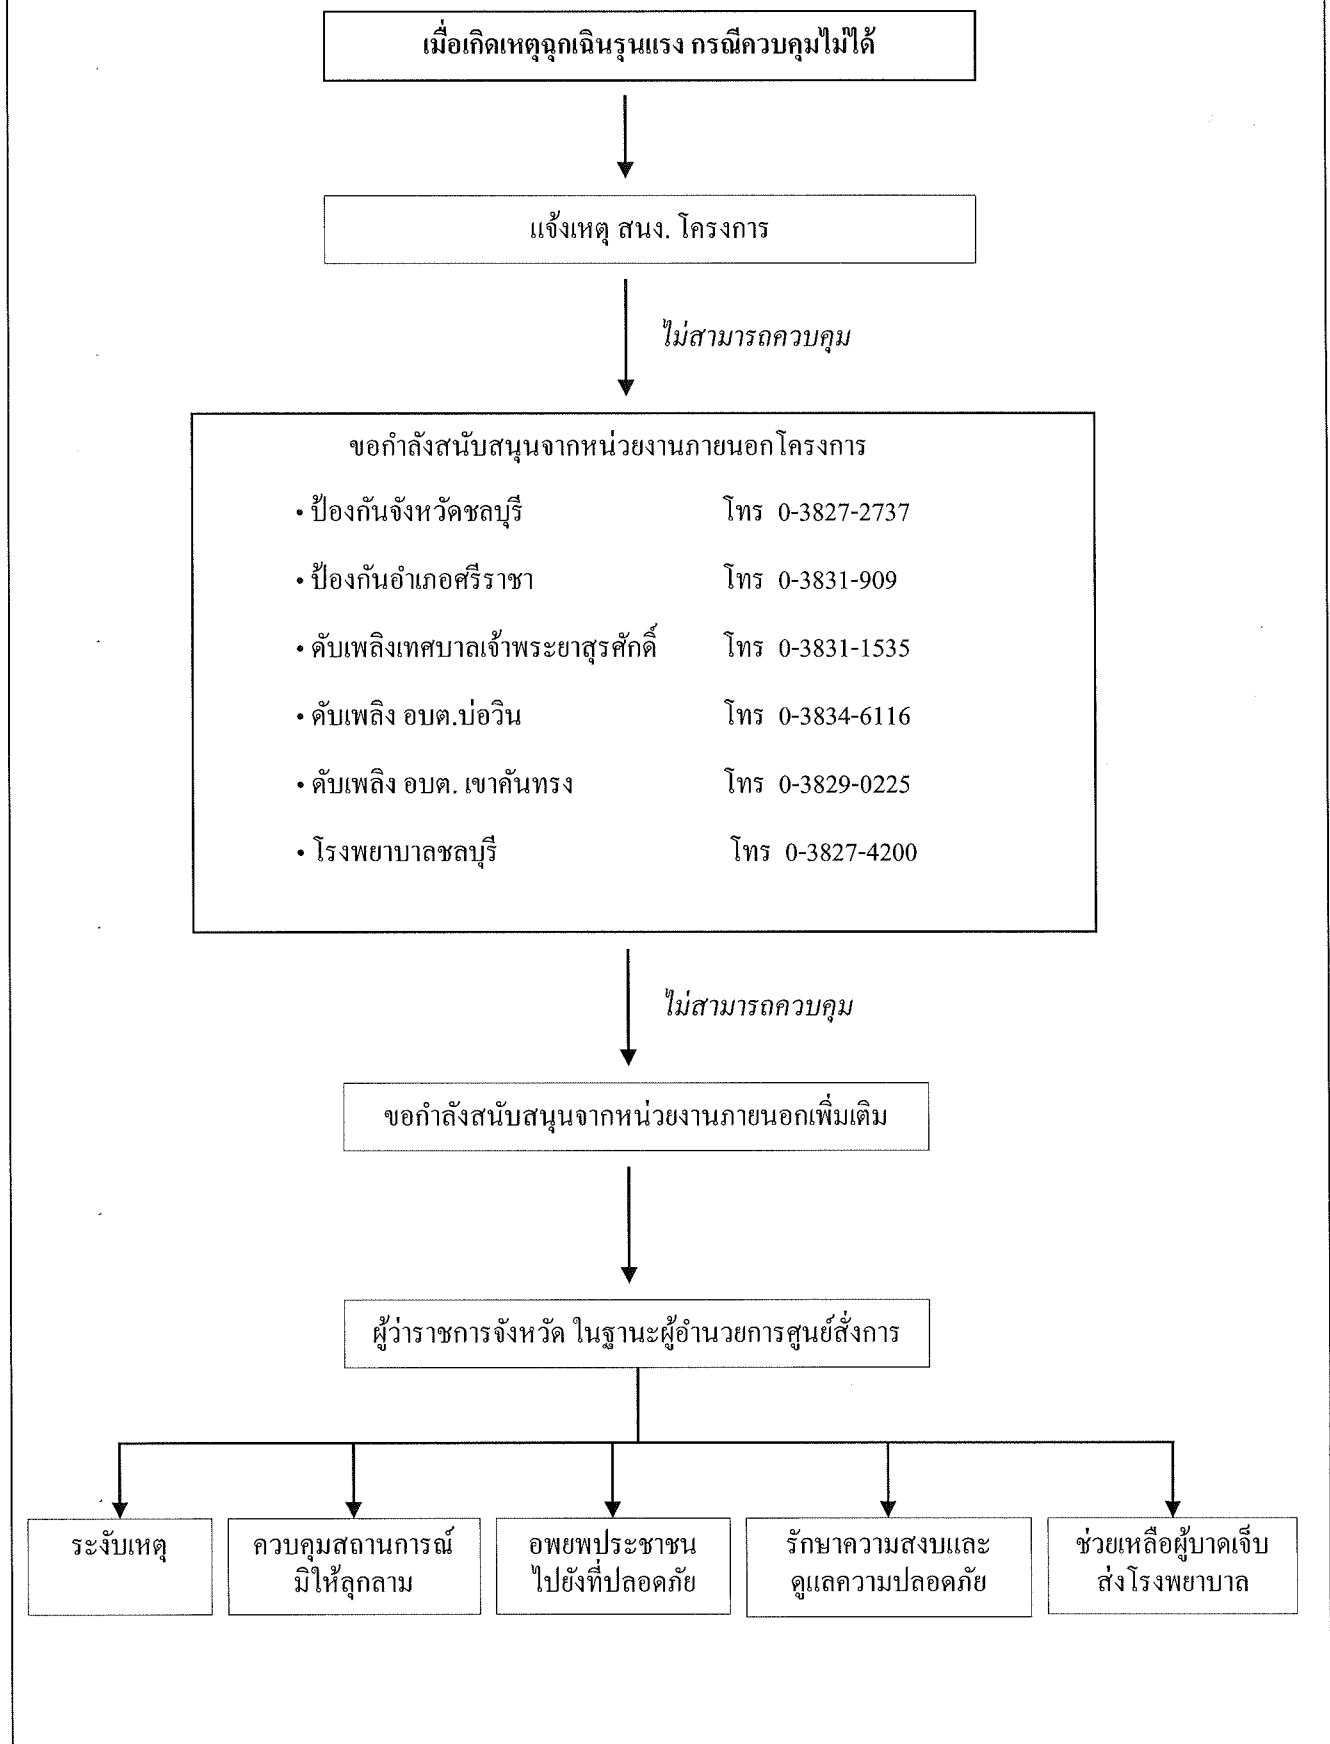 เมื่อเกิดเหตุฉุกเฉินรุนแรง กรณีควบคุมไม่ได้
แจ้งเหตุ สนง. โครงการ
ไม่สามารถควบคุม
ขอกำลังสนับสนุนจากหน่วยงานภายนอกโครงการ
• ป้องกันจังหวัดชลบุรี โทร 0-3827-2737
• ป้องกันอำเภอศรีราชา โทร 0-3831-909
• ดับเพลิงเทศบาลเจ้าพระยาสุรศักดิ์ โทร 0-3831-1535
• ดับเพลิง อบต.บ่อวิน โทร 0-3834-6116
• ดับเพลิง อบต. เขาคันทรง โทร 0-3829-0225
• โรงพยาบาลชลบุรี โทร 0-3827-4200
ไม่สามารถควบคุม
ขอกำลังสนับสนุนจากหน่วยงานภายนอกเพิ่มเติม
ผู้ว่าราชการจังหวัด ในฐานะผู้อำนวยการศูนย์สั่งการ
ระงับเหตุ
ควบคุมสถานการณ์
มิให้ลุกลาม
อพยพประชาชน
ไปยังที่ปลอดภัย
รักษาความสงบและ
ดูแลความปลอดภัย
ช่วยเหลือผู้บาดเจ็บ
ส่งโรงพยาบาล